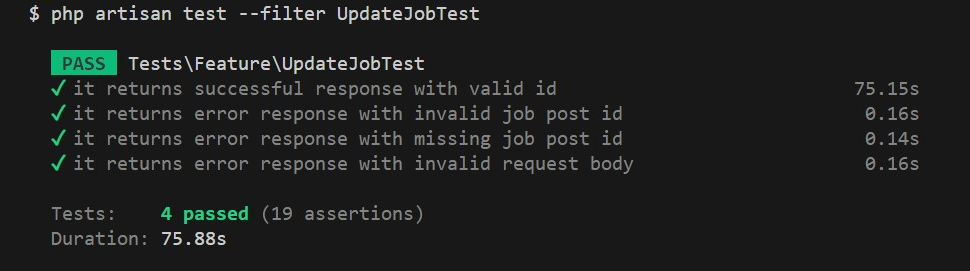 $ php artisan test --filter UpdateJobTest
PASS Tests\Feature\UpdateJobTest
✓ it returns successful response with valid id 75.15s
✓ it returns error response with invalid job post id 0.16s
✓ it returns error response with missing job post id 0.14s
✓ it returns error response with invalid request body 0.16s
Tests: 4 passed (19 assertions)
Duration: 75.88s